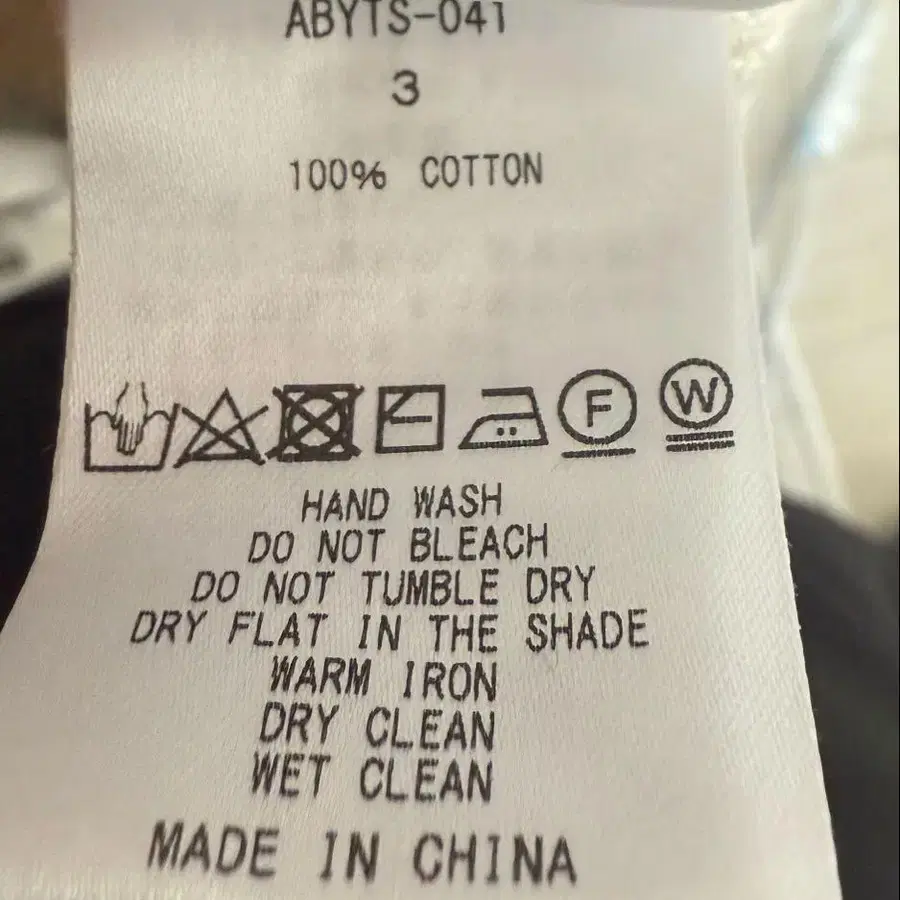 ABYTS-041
3
100% COTTON
F W
HAND WASH
DO NOT BLEACH
DO NOT TUMBLE DRY
DRY FLAT IN THE SHADE
WARM IRON
DRY CLEAN
WET CLEAN
MADE IN CHINA